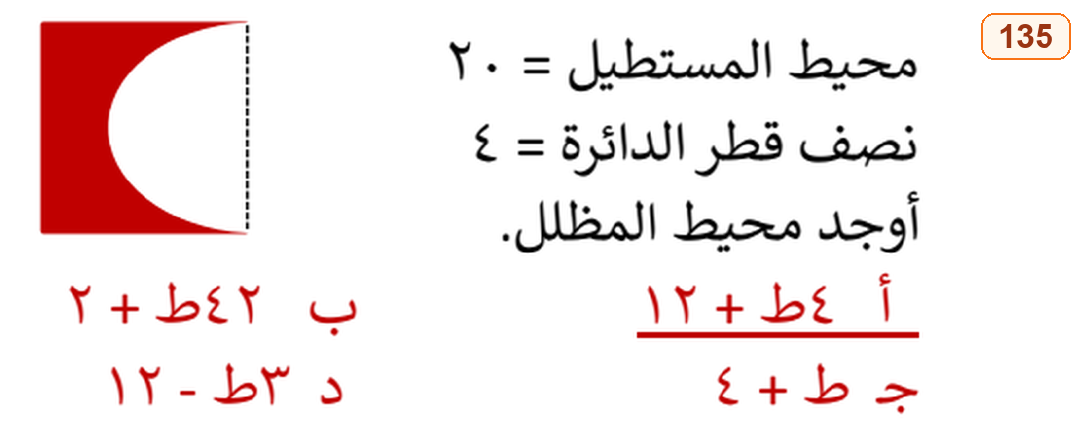 135
محيط المستطيل = ٢٠
نصف قطر الدائرة = ٤
أوجد محيط المظلل.
أ ٤ط + ١٢
ب ٤٢ط + ٢
جـ ط + ٤
د ٣ط - ١٢